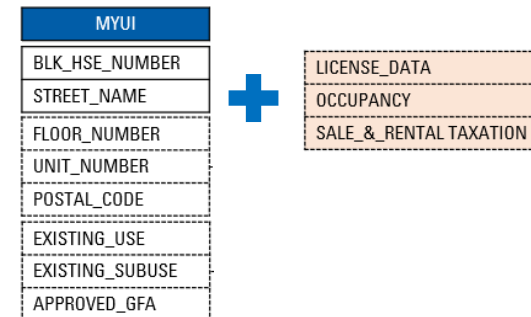 MYUI
BLK_HSE_NUMBER
STREET_NAME
FLOOR_NUMBER
UNIT_NUMBER
POSTAL_CODE
EXISTING_USE
EXISTING_SUBUSE
APPROVED_GFA
LICENSE_DATA
OCCUPANCY
SALE_&_RENTAL TAXATION